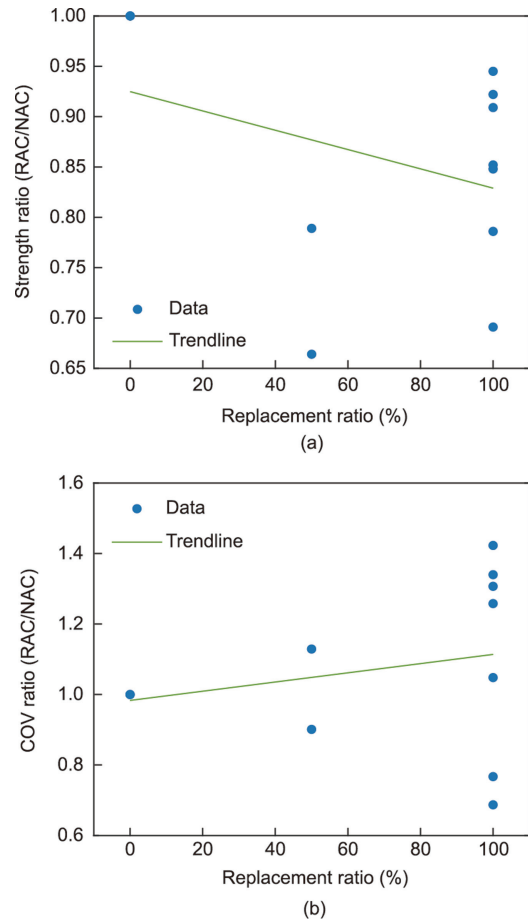 1.00
0.95
0.90
0.85
0.80
0.75
0.70
0.65
Strength ratio (RAC/NAC)
Data
Trendline
0 20 40 60 80 100
Replacement ratio (%)
(a)
1.6
1.4
1.2
1.0
0.8
0.6
COV ratio (RAC/NAC)
Data
Trendline
0 20 40 60 80 100
Replacement ratio (%)
(b)